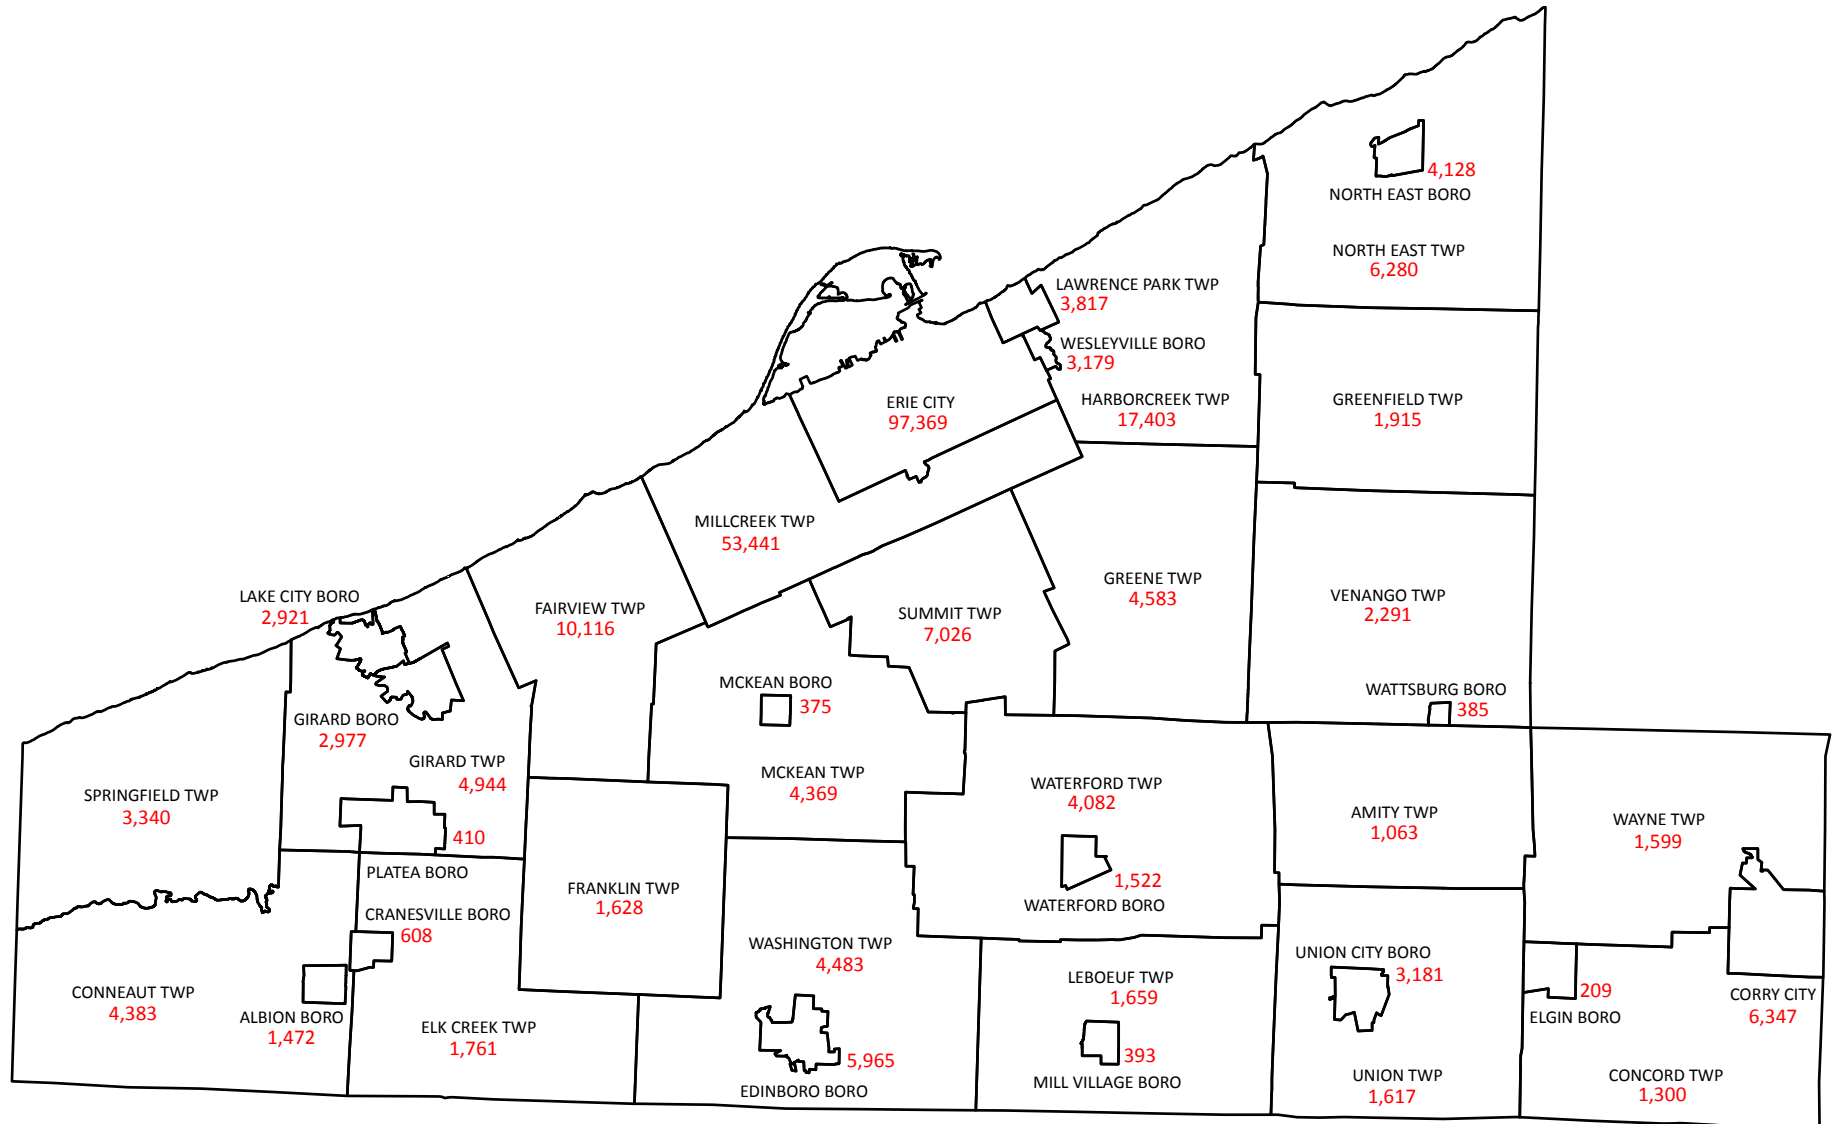 4,128
NORTH EAST BORO
NORTH EAST TWP
6,280
LAWRENCE PARK TWP
3,817
WESLEYVILLE BORO
3,179
ERIE CITY
97,369
HARBORCREEK TWP
17,403
GREENFIELD TWP
1,915
MILLCREEK TWP
53,441
LAKE CITY BORO
2,921
FAIRVIEW TWP
10,116
SUMMIT TWP
7,026
GREENE TWP
4,583
VENANGO TWP
2,291
MCKEAN BORO
375
WATTSBURG BORO
385
GIRARD BORO
2,977
GIRARD TWP
4,944
MCKEAN TWP
4,369
WATERFORD TWP
4,082
SPRINGFIELD TWP
3,340
AMITY TWP
1,063
WAYNE TWP
1,599
410
PLATEA BORO
FRANKLIN TWP
1,628
1,522
WATERFORD BORO
CRANESVILLE BORO
608
WASHINGTON TWP
4,483
UNION CITY BORO
3,181
LEBOEUF TWP
1,659
CONNEAUT TWP
4,383
ALBION BORO
1,472
ELK CREEK TWP
1,761
209
ELGIN BORO
CORRY CITY
6,347
5,965
EDINBORO BORO
393
MILL VILLAGE BORO
UNION TWP
1,617
CONCORD TWP
1,300